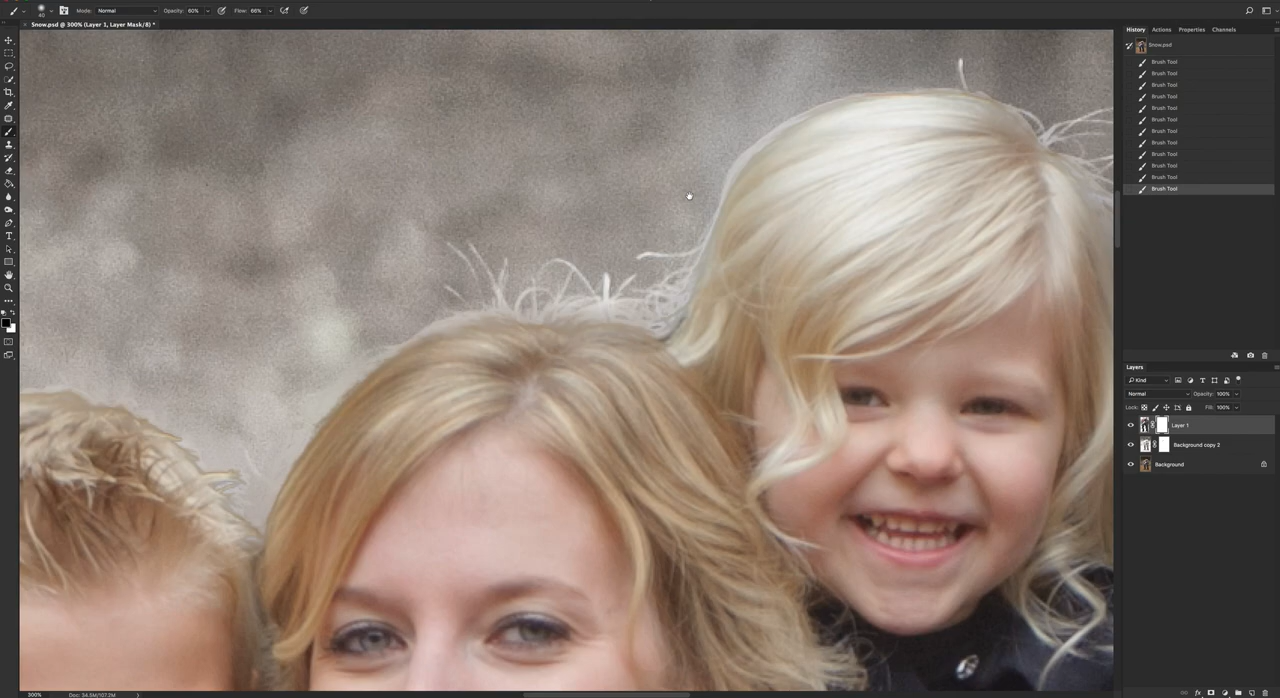 40 Mode: Normal Opacity: 60% Flow: 66%
Snow.psd @ 300% (Layer 1, Layer Mask/8) *
History Actions Properties Channels
Snow.psd
Brush Tool
Brush Tool
Brush Tool
Brush Tool
Brush Tool
Brush Tool
Brush Tool
Brush Tool
Brush Tool
Brush Tool
Brush Tool
Brush Tool
Layers
Kind
Normal Opacity: 100%
Lock: Fill: 100%
Layer 1
Background copy 2
Background
300% Doc: 34.5M/107.2M
fx